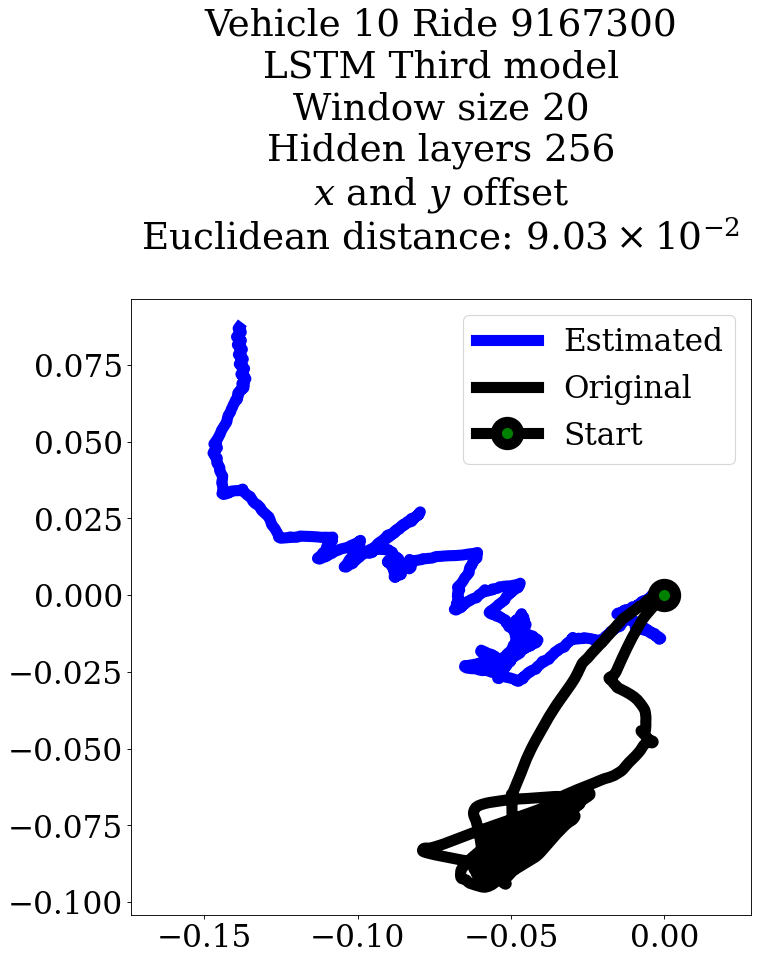 Vehicle 10 Ride 9167300
LSTM Third model
Window size 20
Hidden layers 256
x and y offset
Euclidean distance: 9.03 × 10⁻²
Estimated
Original
Start
0.075
0.050
0.025
0.000
−0.025
−0.050
−0.075
−0.100
−0.15
−0.10
−0.05
0.00